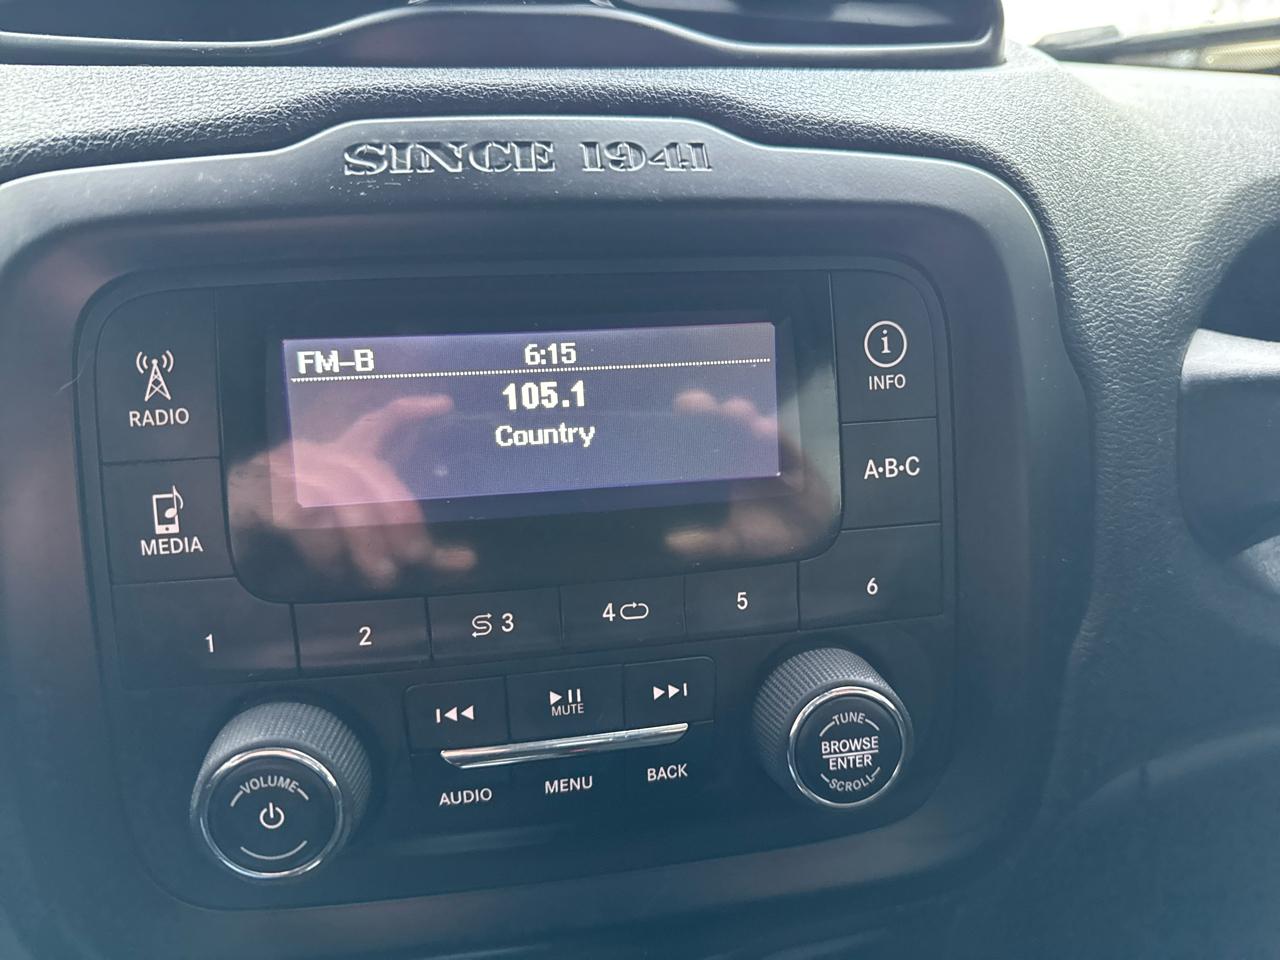 SINCE 1941
FM-B 6:15
105.1
Country
RADIO
MEDIA
i
INFO
A•B•C
1 2 3 4 5 6
MUTE
AUDIO MENU BACK
VOLUME
TUNE
BROWSE
ENTER
SCROLL